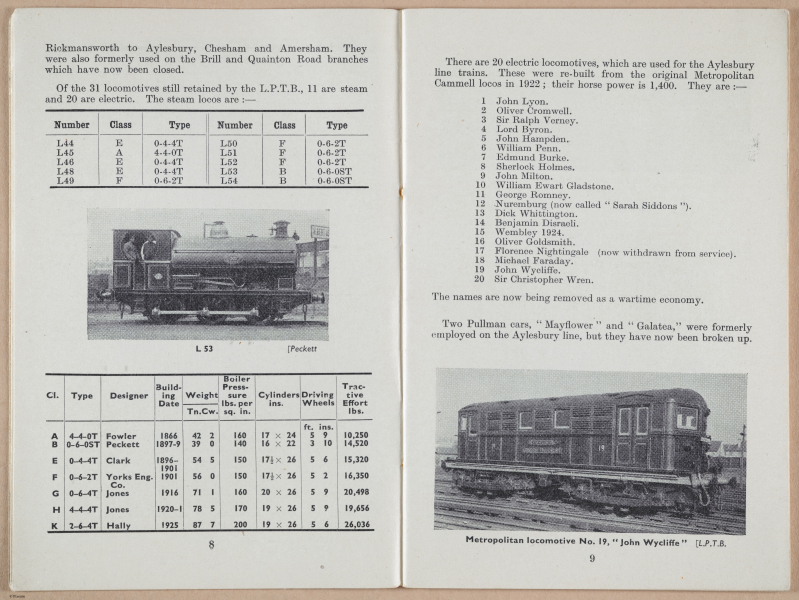 Rickmansworth to Aylesbury, Chesham and Amersham. They
were also formerly used on the Brill and Quainton Road branches
which have now been closed.
Of the 31 locomotives still retained by the L.P.T.B., 11 are steam
and 20 are electric. The steam locos are :—
Number Class Type Number Class Type
L44 E 0-4-4T L50 F 0-6-2T
L45 A 4-4-0T L51 F 0-6-2T
L46 E 0-4-4T L52 F 0-6-2T
L48 E 0-4-4T L53 B 0-6-0ST
L49 F 0-6-2T L54 B 0-6-0ST
L 53 [Peckett
Cl. Type Designer Build-ing Date Weight Tn.Cw. Boiler Press-sure lbs. per sq. in. Cylinders ins. Driving Wheels Trac-tive Effort lbs.
ft. ins.
A 4-4-0T Fowler 1866 42 2 160 17 × 24 5 9 10,250
B 0-6-0ST Peckett 1897-9 39 0 140 16 × 22 3 10 14,520
E 0-4-4T Clark 1896–1901 54 5 150 17½× 26 5 6 15,320
F 0-6-2T Yorks Eng. Co. 1901 56 0 150 17½× 26 5 2 16,350
G 0-6-4T Jones 1916 71 1 160 20 × 26 5 9 20,498
H 4-4-4T Jones 1920-1 78 5 170 19 × 26 5 9 19,656
K 2-6-4T Hally 1925 87 7 200 19 × 26 5 6 26,036
8
There are 20 electric locomotives, which are used for the Aylesbury
line trains. These were re-built from the original Metropolitan
Cammell locos in 1922 ; their horse power is 1,400. They are :—
1 John Lyon.
2 Oliver Cromwell.
3 Sir Ralph Verney.
4 Lord Byron.
5 John Hampden.
6 William Penn.
7 Edmund Burke.
8 Sherlock Holmes.
9 John Milton.
10 William Ewart Gladstone.
11 George Romney.
12 Nuremburg (now called “ Sarah Siddons ”).
13 Dick Whittington.
14 Benjamin Disraeli.
15 Wembley 1924.
16 Oliver Goldsmith.
17 Florence Nightingale (now withdrawn from service).
18 Michael Faraday.
19 John Wycliffe.
20 Sir Christopher Wren.
The names are now being removed as a wartime economy.
Two Pullman cars, “ Mayflower ” and “ Galatea,” were formerly
employed on the Aylesbury line, but they have now been broken up.
Metropolitan locomotive No. 19, “John Wycliffe” [L.P.T.B.
9